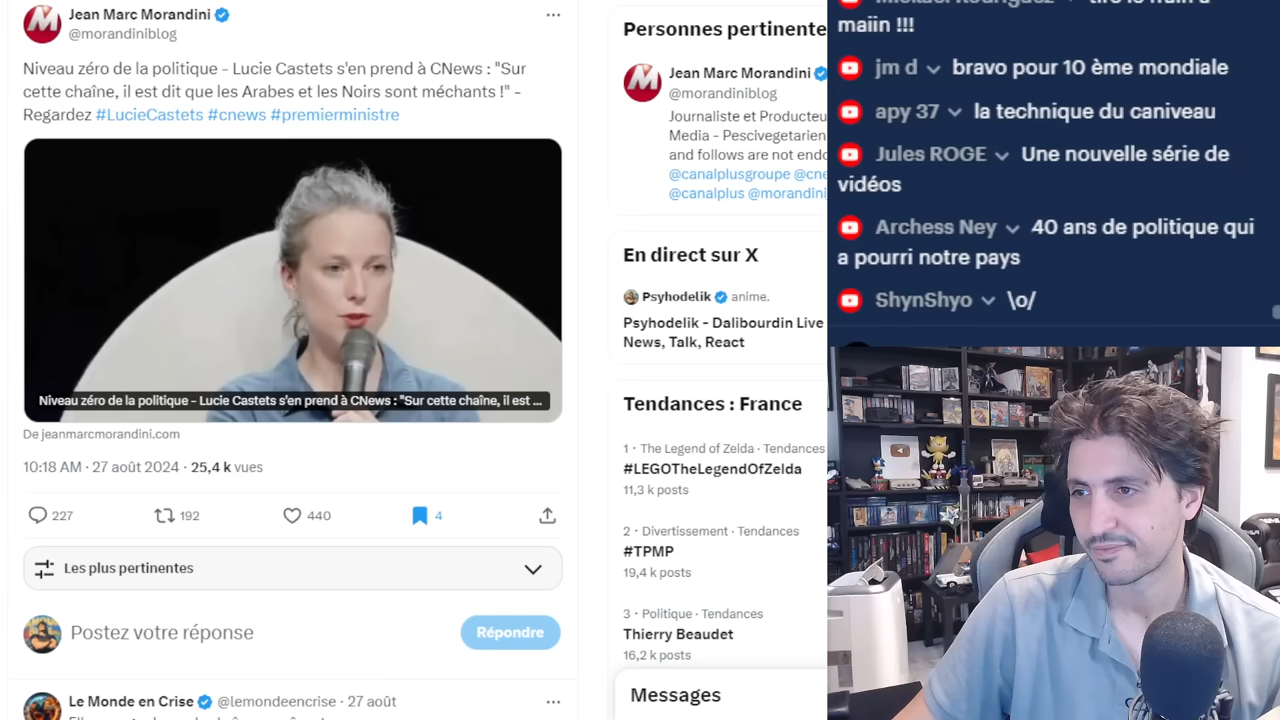 Jean Marc Morandini
@morandiniblog
Niveau zéro de la politique - Lucie Castets s'en prend à CNews : "Sur
cette chaîne, il est dit que les Arabes et les Noirs sont méchants !" -
Regardez #LucieCastets #cnews #premierministre
Niveau zéro de la politique - Lucie Castets s'en prend à CNews : "Sur cette chaîne, il est ...
De jeanmarcmorandini.com
10:18 AM · 27 août 2024 · 25,4 k vues
227
192
440
4
Les plus pertinentes
Postez votre réponse
Répondre
Le Monde en Crise @lemondeencrise · 27 août
Personnes pertinente
Jean Marc Morandini
@morandiniblog
Journaliste et Producteu
Media - Pescivegetarien
and follows are not endo
@canalplusgroupe @cne
@canalplus @morandini
En direct sur X
Psyhodelik anime.
Psyhodelik - Dalibourdin Live
News, Talk, React
Tendances : France
1 · The Legend of Zelda · Tendances
#LEGOTheLegendOfZelda
11,3 k posts
2 · Divertissement · Tendances
#TPMP
19,4 k posts
3 · Politique · Tendances
Thierry Beaudet
16,2 k posts
Messages
maiin !!!
jm d bravo pour 10 ème mondiale
apy 37 la technique du caniveau
Jules ROGE Une nouvelle série de
vidéos
Archess Ney 40 ans de politique qui
a pourri notre pays
ShynShyo \o/